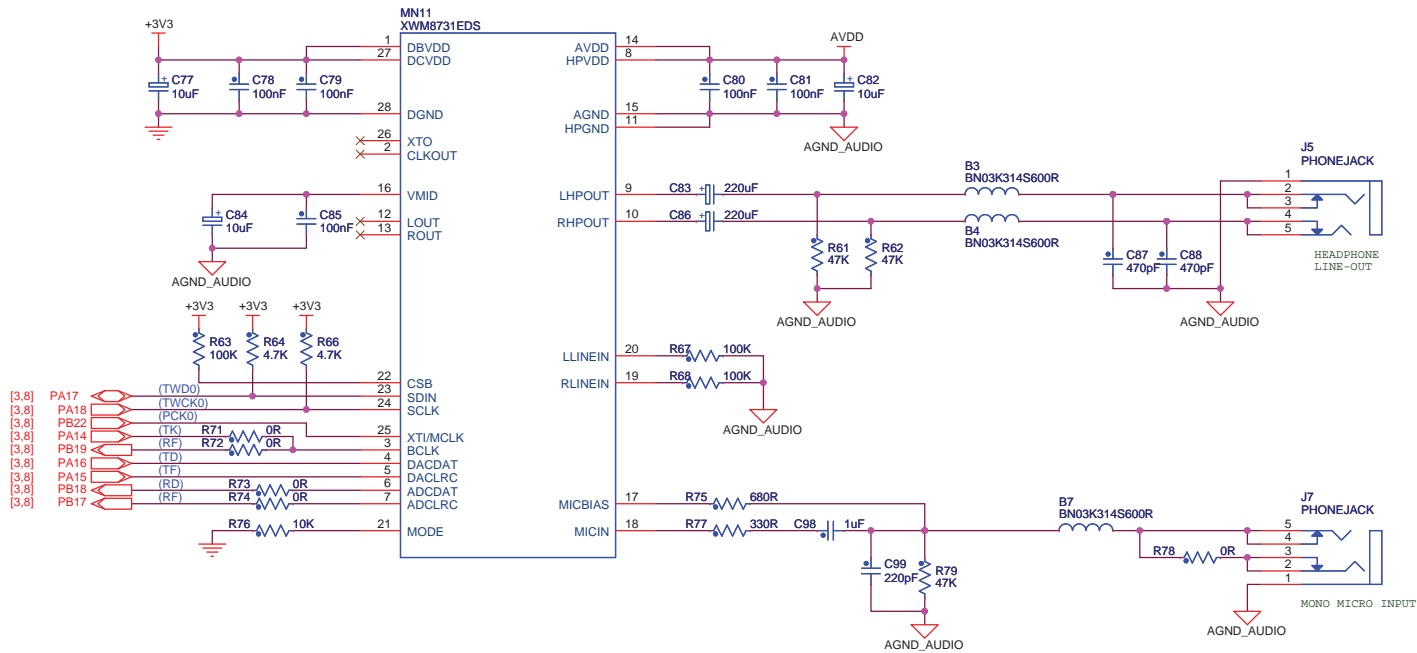 MN11
XWM8731EDS
+3V3
1 DBVDD
27 DCVDD
C77
10uF
C78
100nF
C79
100nF
28 DGND
26 XTO
2 CLKOUT
16 VMID
12 LOUT
13 ROUT
C84
10uF
C85
100nF
AGND_AUDIO
+3V3 +3V3 +3V3
R63
100K
R64
4.7K
R66
4.7K
22 CSB
[3,8] PA17 (TWD0) 23 SDIN
[3,8] PA18 (TWCK0) 24 SCLK
[3,8] PB22 (PCK0) 25 XTI/MCLK
[3,8] PA14 (TK) R71 0R
[3,8] PB19 (RF) R72 0R 3 BCLK
[3,8] PA16 (TD) 4 DACDAT
[3,8] PA15 (TF) 5 DACLRC
[3,8] PB18 (RD) R73 0R 6 ADCDAT
[3,8] PB17 (RF) R74 0R 7 ADCLRC
R76 10K 21 MODE
AVDD 14
HPVDD 8
AVDD
C80
100nF
C81
100nF
C82
10uF
AGND 15
HPGND 11
AGND_AUDIO
LHPOUT 9 C83 + 220uF
RHPOUT 10 C86 + 220uF
B3
BN03K314S600R
B4
BN03K314S600R
R61
47K
R62
47K
AGND_AUDIO
C87
470pF
C88
470pF
AGND_AUDIO
J5
PHONEJACK
1
2
3
4
5
HEADPHONE
LINE-OUT
LLINEIN 20 R67 100K
RLINEIN 19 R68 100K
AGND_AUDIO
MICBIAS 17 R75 680R
MICIN 18 R77 330R C98 1uF
C99
220pF
R79
47K
AGND_AUDIO
B7
BN03K314S600R
R78 0R
J7
PHONEJACK
5
4
3
2
1
AGND_AUDIO
MONO MICRO INPUT